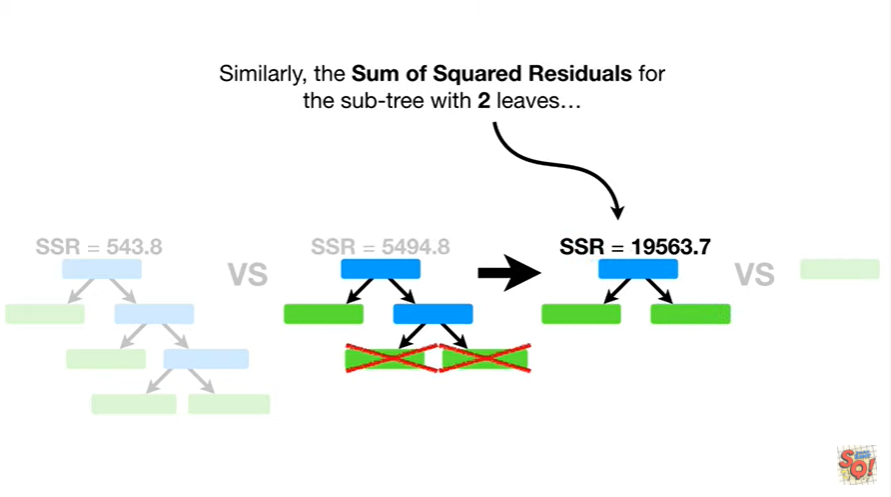 Similarly, the Sum of Squared Residuals for
the sub-tree with 2 leaves…
SSR = 543.8
VS
SSR = 5494.8
SSR = 19563.7
VS
SQ!